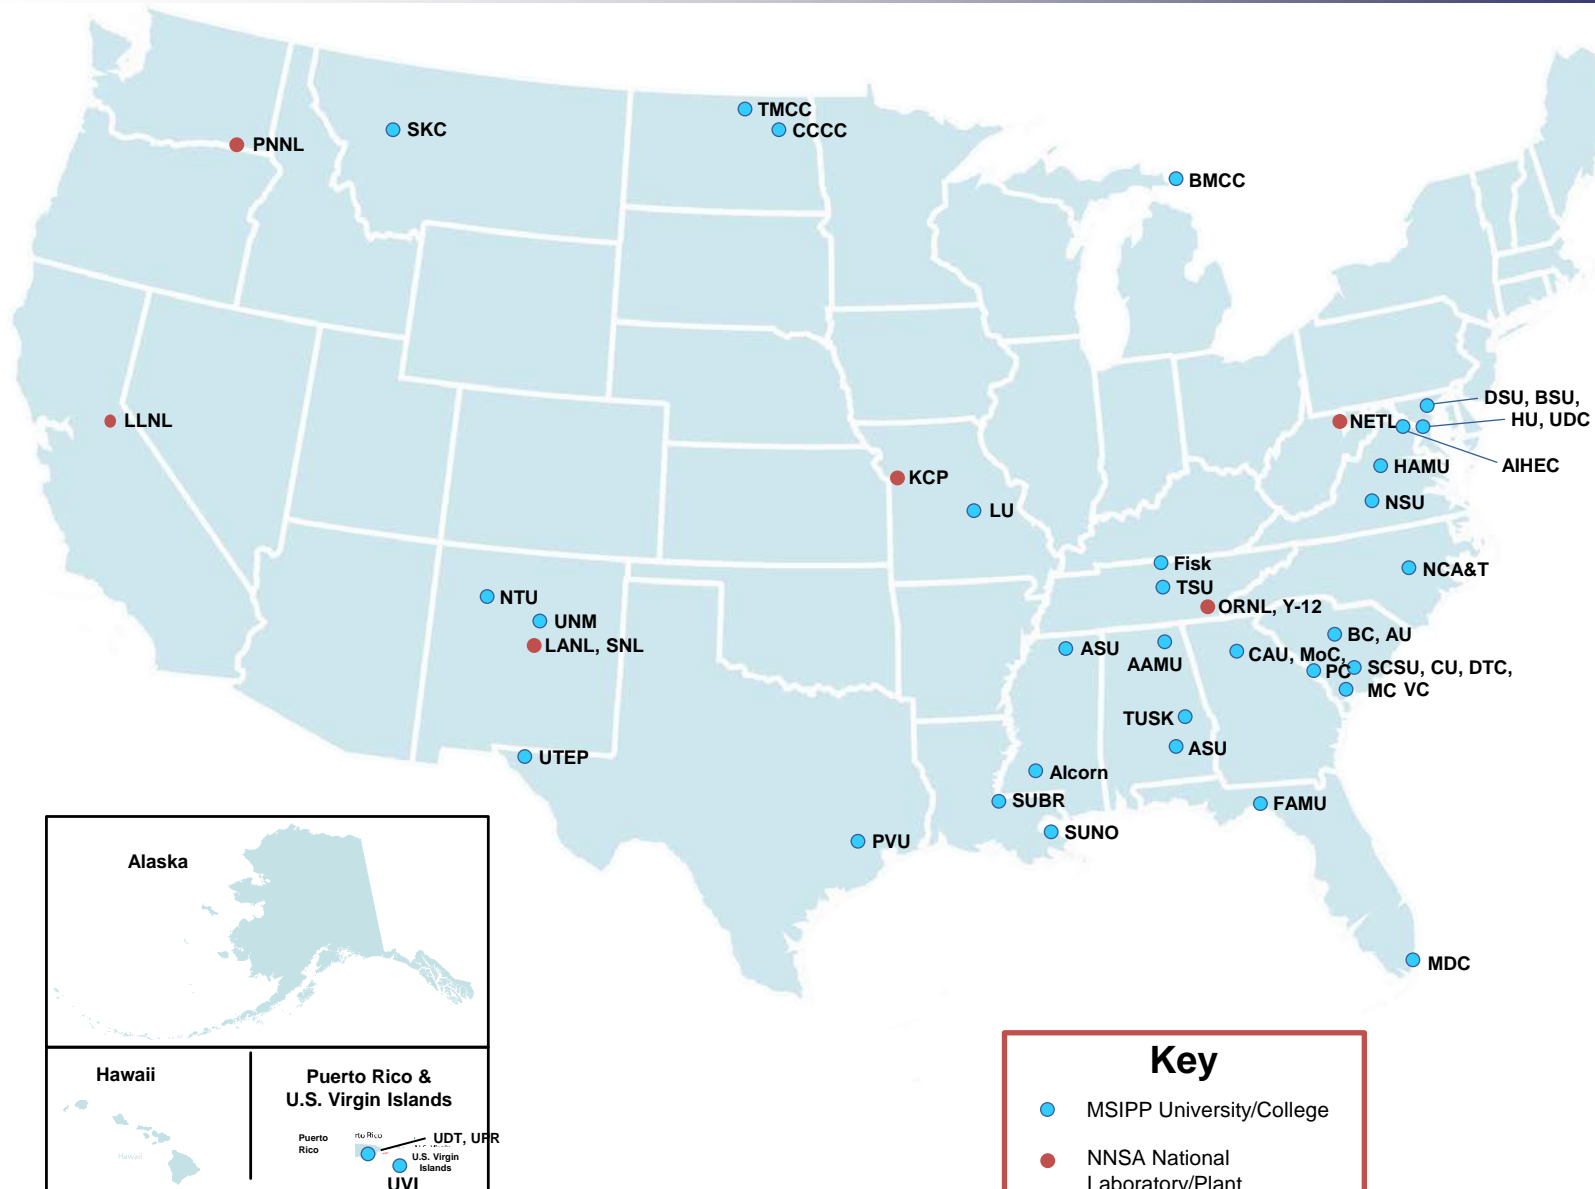 TMCC
SKC
CCCC
PNNL
BMCC
DSU, BSU,
HU, UDC
LLNL
NETL
AIHEC
HAMU
KCP
NSU
LU
Fisk
NCA&T
TSU
NTU
ORNL, Y-12
UNM
BC, AU
LANL, SNL
ASU
AAMU
CAU, MoC,
PC
SCSU, CU, DTC,
MC VC
TUSK
ASU
UTEP
Alcorn
SUBR
FAMU
SUNO
PVU
Alaska
MDC
Key
MSIPP University/College
NNSA National
Laboratory/Plant
Hawaii
Hawaii
Puerto Rico &
U.S. Virgin Islands
Puerto
Rico
rto Rico
UDT, UPR
U.S. Virgin
Islands
UVI